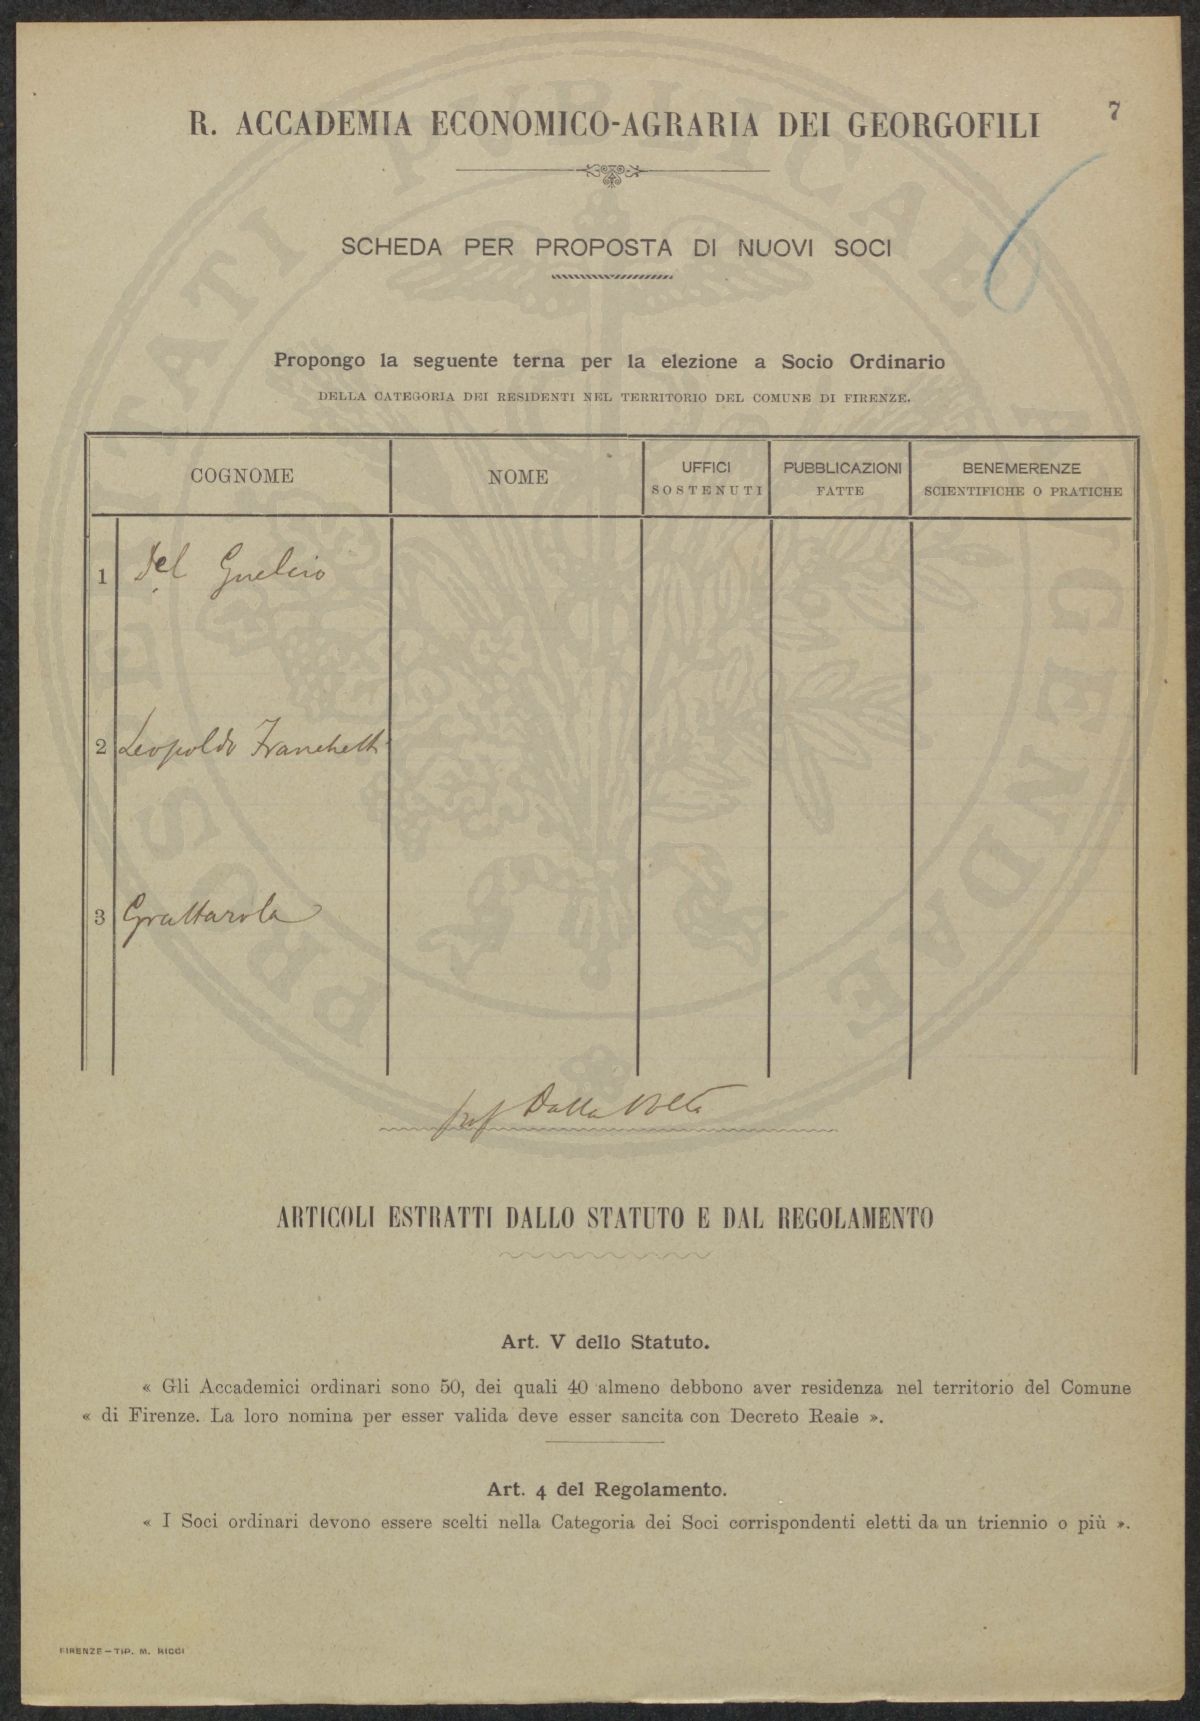 7
R. ACCADEMIA ECONOMICO-AGRARIA DEI GEORGOFILI
6
SCHEDA PER PROPOSTA DI NUOVI SOCI
Propongo la seguente terna per la elezione a Socio Ordinario
DELLA CATEGORIA DEI RESIDENTI NEL TERRITORIO DEL COMUNE DI FIRENZE.
COGNOME NOME UFFICI SOSTENUTI PUBBLICAZIONI FATTE BENEMERENZE SCIENTIFICHE O PRATICHE
1 Del Guelcio
2 Leopoldo Franchetti
3 Grattarola
prof Dalla Volta
ARTICOLI ESTRATTI DALLO STATUTO E DAL REGOLAMENTO
Art. V dello Statuto.
« Gli Accademici ordinari sono 50, dei quali 40 almeno debbono aver residenza nel territorio del Comune
« di Firenze. La loro nomina per esser valida deve esser sancita con Decreto Reale ».
Art. 4 del Regolamento.
« I Soci ordinari devono essere scelti nella Categoria dei Soci corrispondenti eletti da un triennio o più ».
FIRENZE — TIP. M. RICCI
PROSPERITATI PUBLICAE AUGENDAE